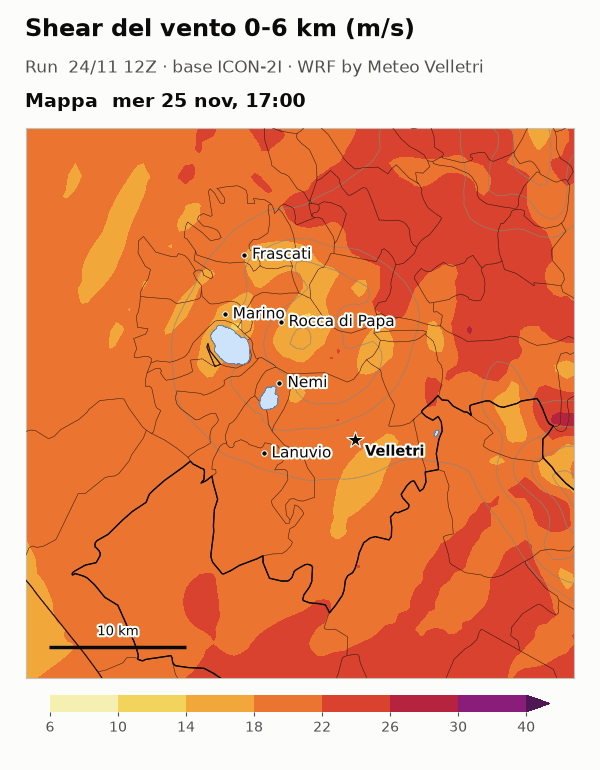 Shear del vento 0-6 km (m/s)
Run  24/11 12Z · base ICON-2I · WRF by Meteo Velletri
Mappa  mer 25 nov, 17:00
Frascati
Marino
Rocca di Papa
Nemi
Velletri
Lanuvio
10 km
6 10 14 18 22 26 30 40